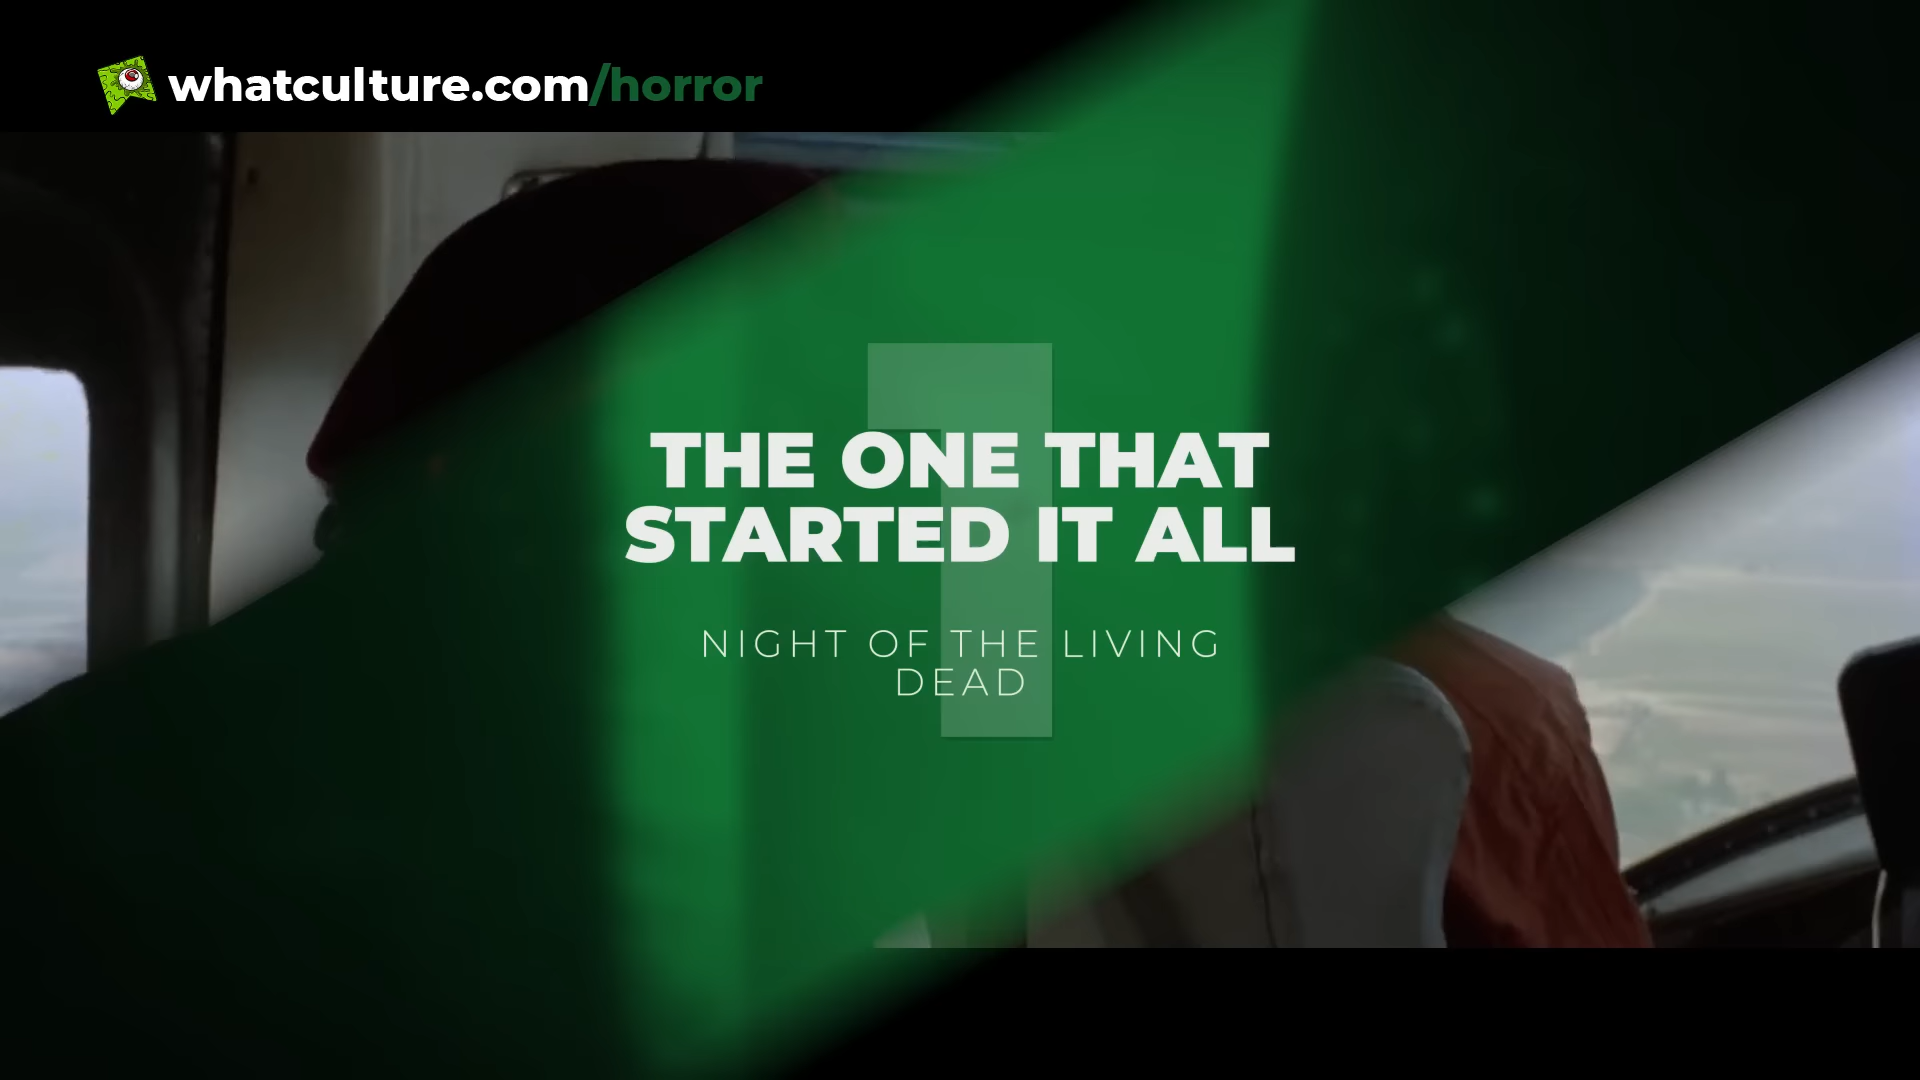 whatculture.com/horror
1
THE ONE THAT
STARTED IT ALL
NIGHT OF THE LIVING
DEAD